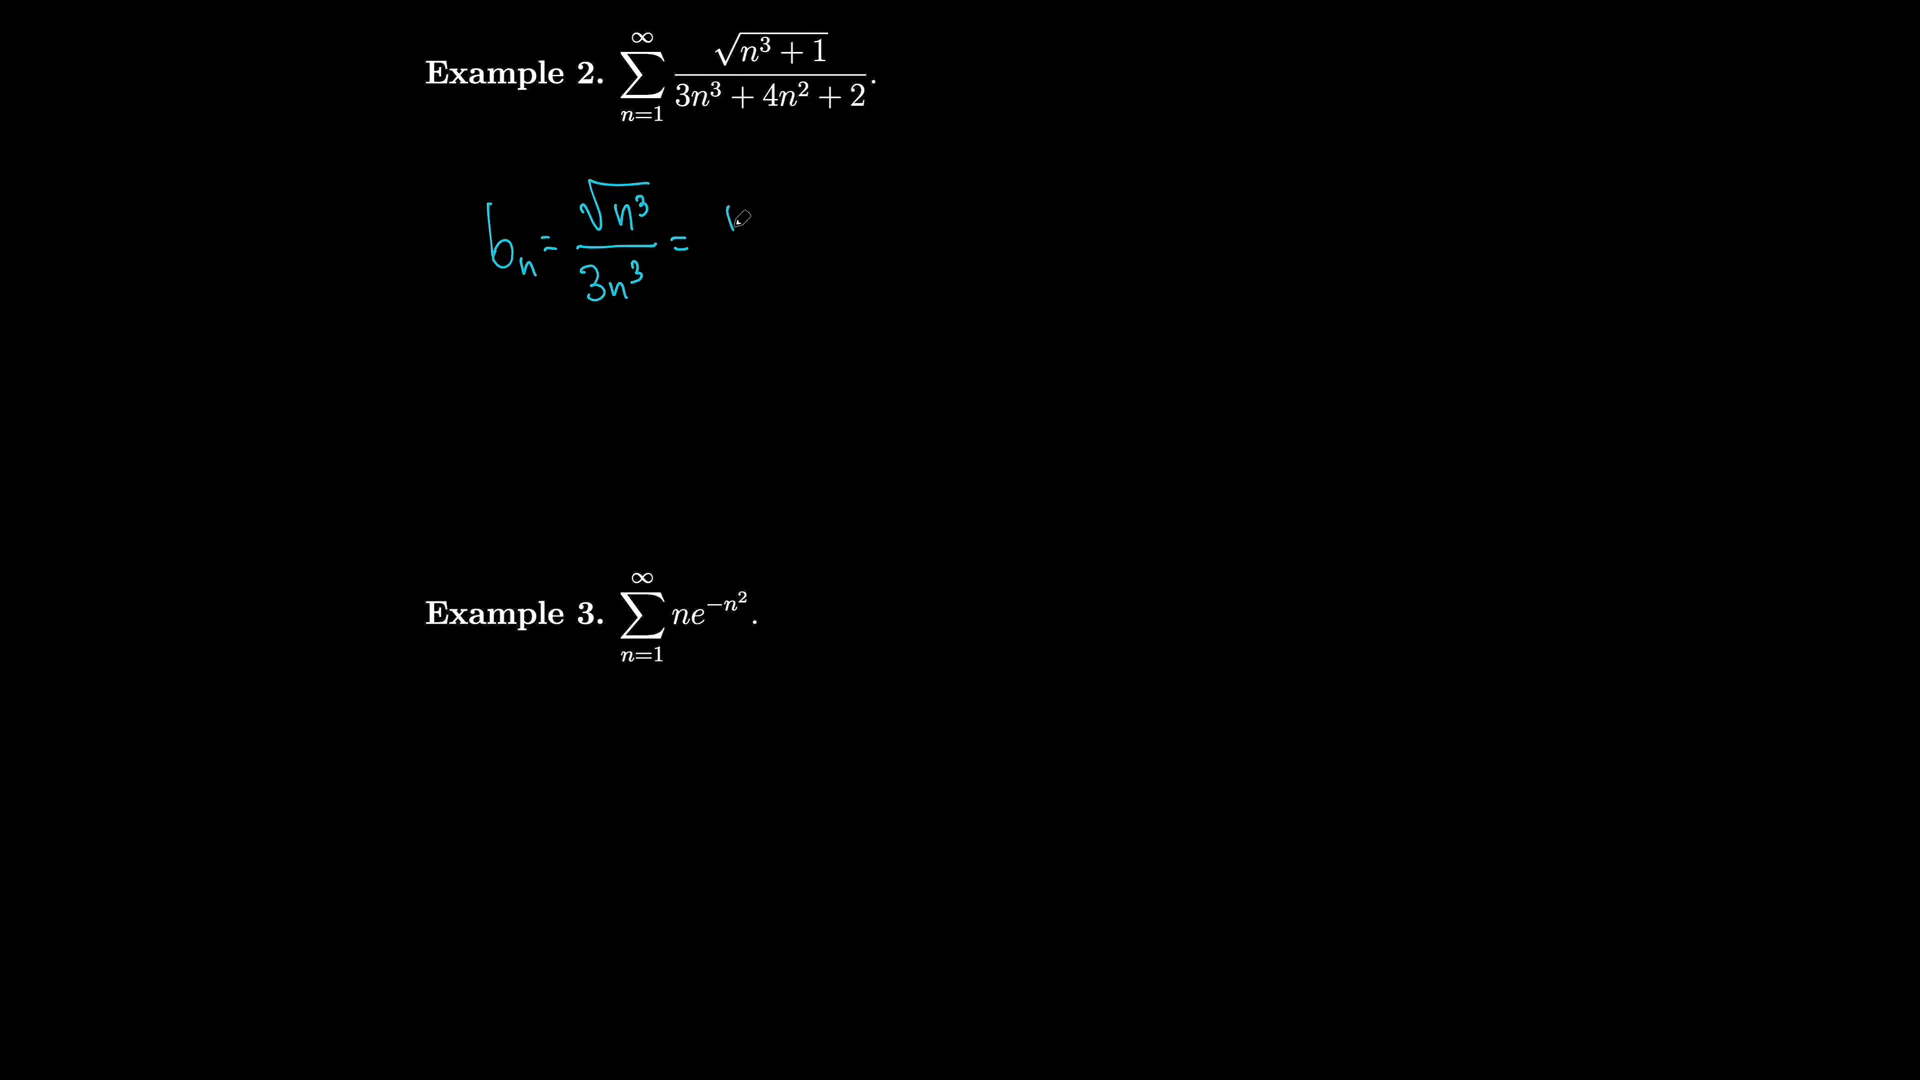 Example 2. \sum_{n=1}^{\infty} \frac{\sqrt{n^3+1}}{3n^3+4n^2+2}.
b_n = \frac{\sqrt{n^3}}{3n^3} =
Example 3. \sum_{n=1}^{\infty} ne^{-n^2}.